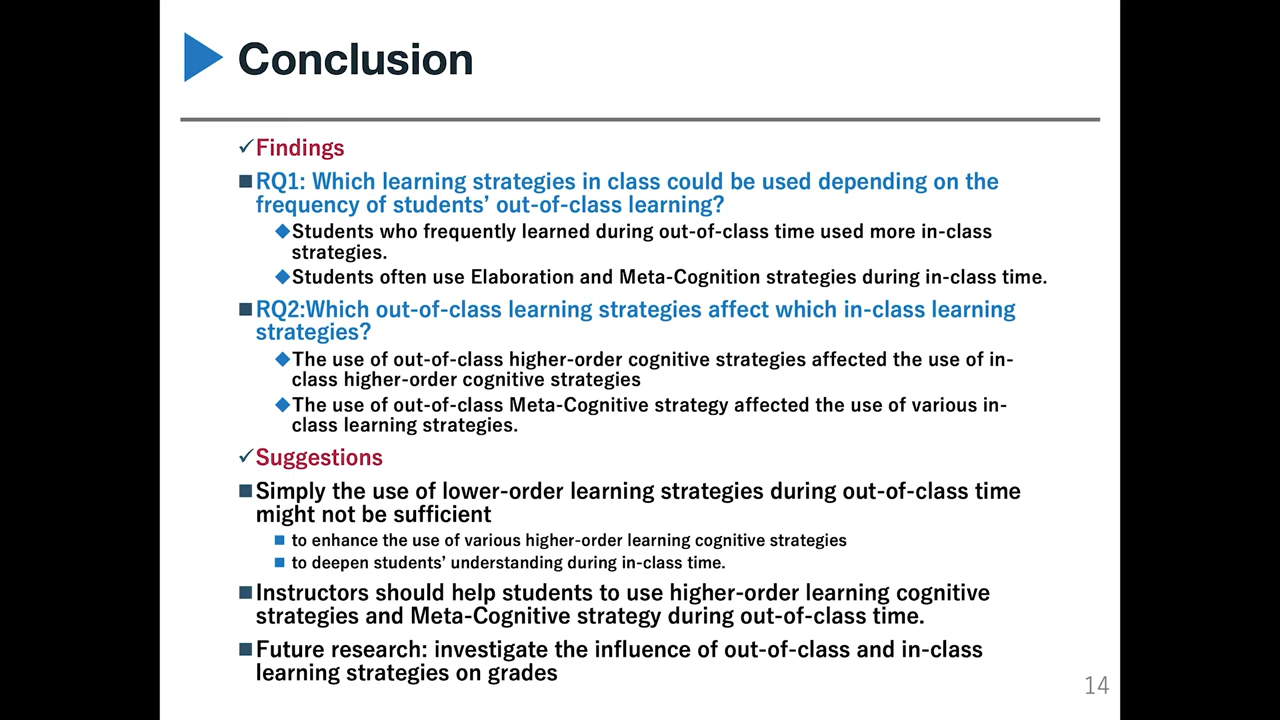 Conclusion
✓Findings
■RQ1: Which learning strategies in class could be used depending on the
frequency of students’ out-of-class learning?
◆Students who frequently learned during out-of-class time used more in-class
strategies.
◆Students often use Elaboration and Meta-Cognition strategies during in-class time.
■RQ2:Which out-of-class learning strategies affect which in-class learning
strategies?
◆The use of out-of-class higher-order cognitive strategies affected the use of in-
class higher-order cognitive strategies
◆The use of out-of-class Meta-Cognitive strategy affected the use of various in-
class learning strategies.
✓Suggestions
■Simply the use of lower-order learning strategies during out-of-class time
might not be sufficient
■ to enhance the use of various higher-order learning cognitive strategies
■ to deepen students’ understanding during in-class time.
■Instructors should help students to use higher-order learning cognitive
strategies and Meta-Cognitive strategy during out-of-class time.
■Future research: investigate the influence of out-of-class and in-class
learning strategies on grades
14